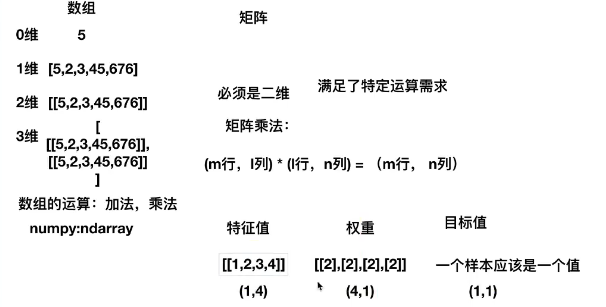 数组
矩阵
0维 5
1维 [5,2,3,45,676]
必须是二维 满足了特定运算需求
2维 [[5,2,3,45,676]]
矩阵乘法：
3维 [
[[5,2,3,45,676]],
[[5,2,3,45,676]]
]
(m行，l列) * (l行，n列) = （m行， n列）
数组的运算：加法，乘法
numpy:ndarray
特征值 权重 目标值
[[1,2,3,4]] [[2],[2],[2],[2]] 一个样本应该是一个值
(1,4) (4,1) (1,1)